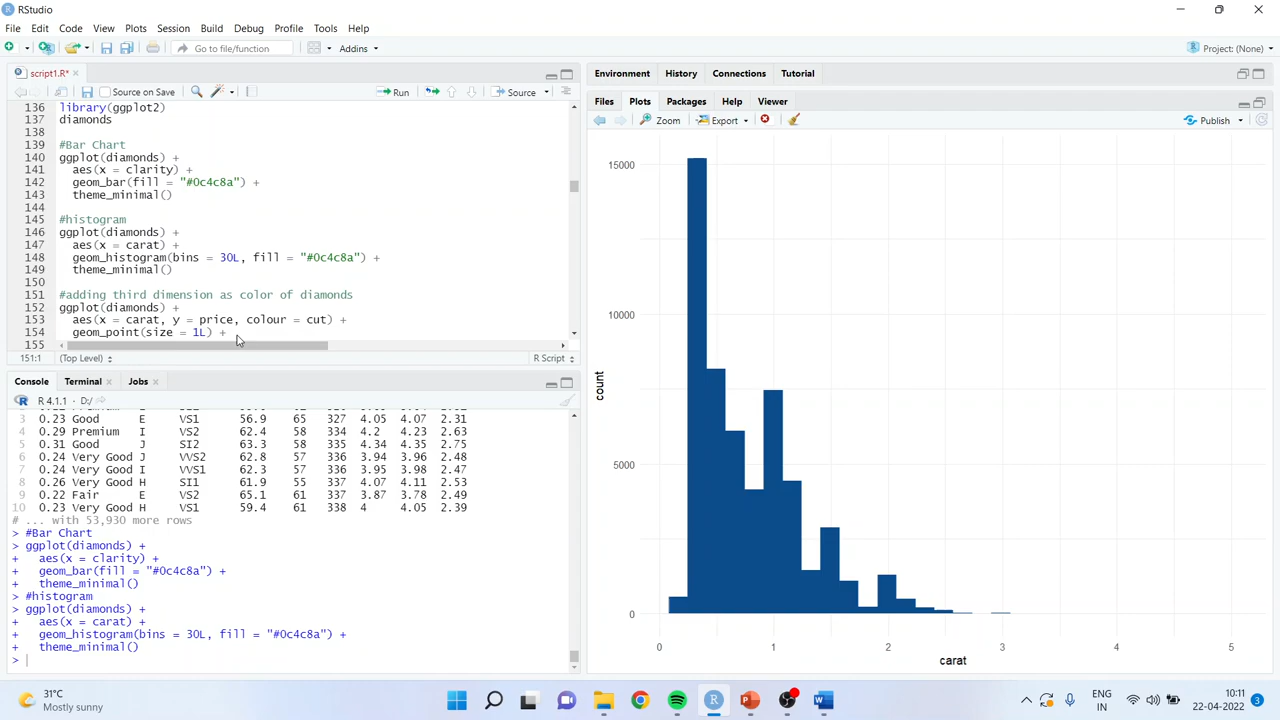 RStudio
File Edit Code View Plots Session Build Debug Profile Tools Help
Go to file/function Addins Project: (None)
script1.R*
Source on Save Run Source
136 library(ggplot2)
137 diamonds
138
139 #Bar Chart
140 ggplot(diamonds) +
141 aes(x = clarity) +
142 geom_bar(fill = "#0c4c8a") +
143 theme_minimal()
144
145 #histogram
146 ggplot(diamonds) +
147 aes(x = carat) +
148 geom_histogram(bins = 30L, fill = "#0c4c8a") +
149 theme_minimal()
150
151 #adding third dimension as color of diamonds
152 ggplot(diamonds) +
153 aes(x = carat, y = price, colour = cut) +
154 geom_point(size = 1L) +
155
151:1 (Top Level) R Script
Console Terminal Jobs
R 4.1.1 · D:/
3 0.23 Good E VS1 56.9 65 327 4.05 4.07 2.31
4 0.29 Premium I VS2 62.4 58 334 4.2 4.23 2.63
5 0.31 Good J SI2 63.3 58 335 4.34 4.35 2.75
6 0.24 Very Good J VVS2 62.8 57 336 3.94 3.96 2.48
7 0.24 Very Good I VVS1 62.3 57 336 3.95 3.98 2.47
8 0.26 Very Good H SI1 61.9 55 337 4.07 4.11 2.53
9 0.22 Fair E VS2 65.1 61 337 3.87 3.78 2.49
10 0.23 Very Good H VS1 59.4 61 338 4 4.05 2.39
# ... with 53,930 more rows
> #Bar Chart
> ggplot(diamonds) +
+ aes(x = clarity) +
+ geom_bar(fill = "#0c4c8a") +
+ theme_minimal()
> #histogram
> ggplot(diamonds) +
+ aes(x = carat) +
+ geom_histogram(bins = 30L, fill = "#0c4c8a") +
+ theme_minimal()
>
Environment History Connections Tutorial
Files Plots Packages Help Viewer
Zoom Export Publish
15000
10000
5000
0
count
0 1 2 3 4 5
carat
31°C
Mostly sunny
ENG
IN
10:11
22-04-2022
3